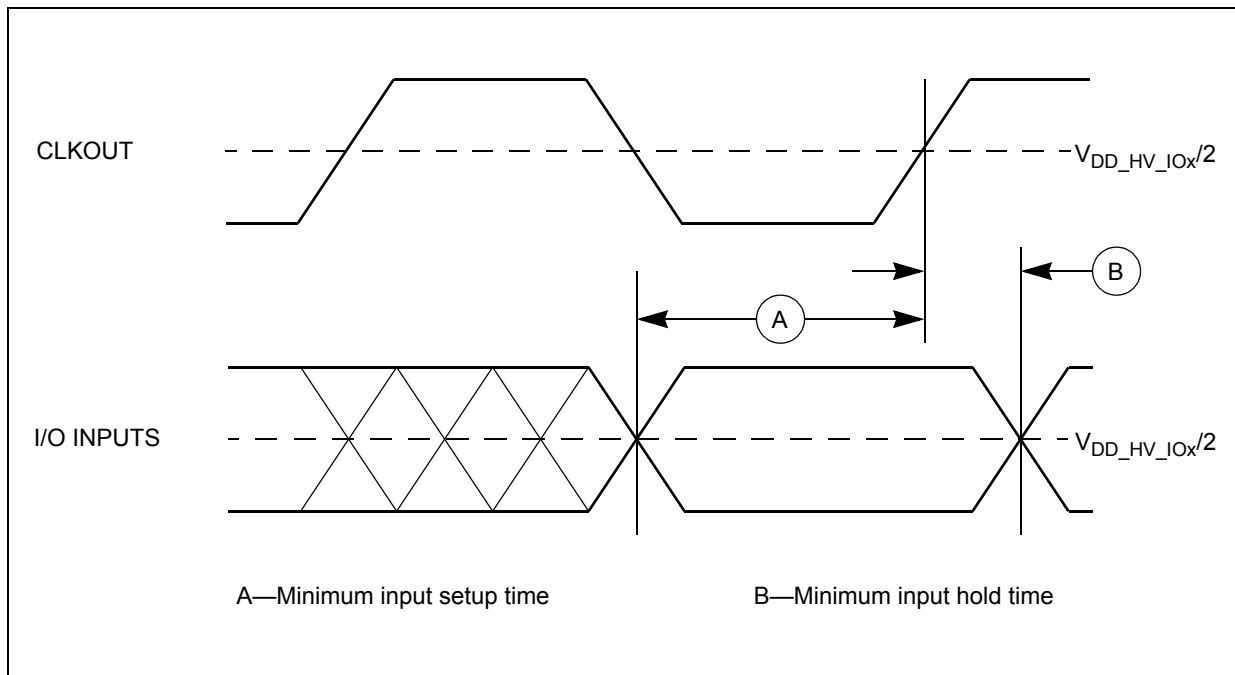 CLKOUT
V_DD_HV_IOx/2
B
A
I/O INPUTS
V_DD_HV_IOx/2
A—Minimum input setup time
B—Minimum input hold time